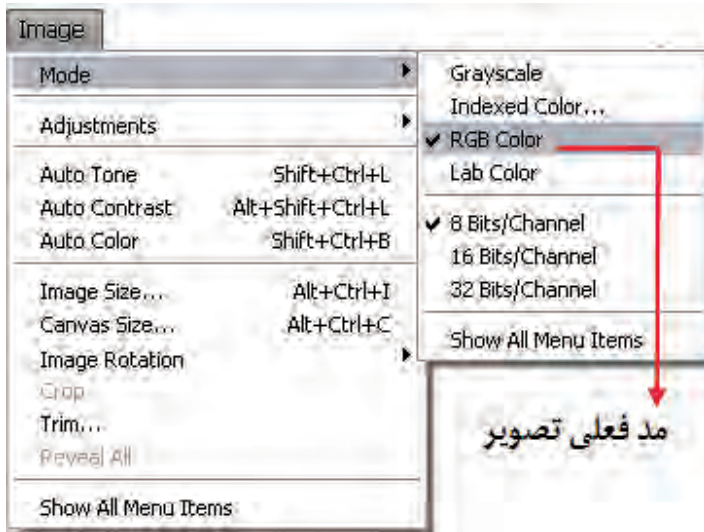 Image
Mode
Adjustments
Auto Tone Shift+Ctrl+L
Auto Contrast Alt+Shift+Ctrl+L
Auto Color Shift+Ctrl+B
Image Size... Alt+Ctrl+I
Canvas Size... Alt+Ctrl+C
Image Rotation
Crop
Trim...
Reveal All
Show All Menu Items
Grayscale
Indexed Color...
RGB Color
Lab Color
8 Bits/Channel
16 Bits/Channel
32 Bits/Channel
Show All Menu Items
مد فعلی تصویر